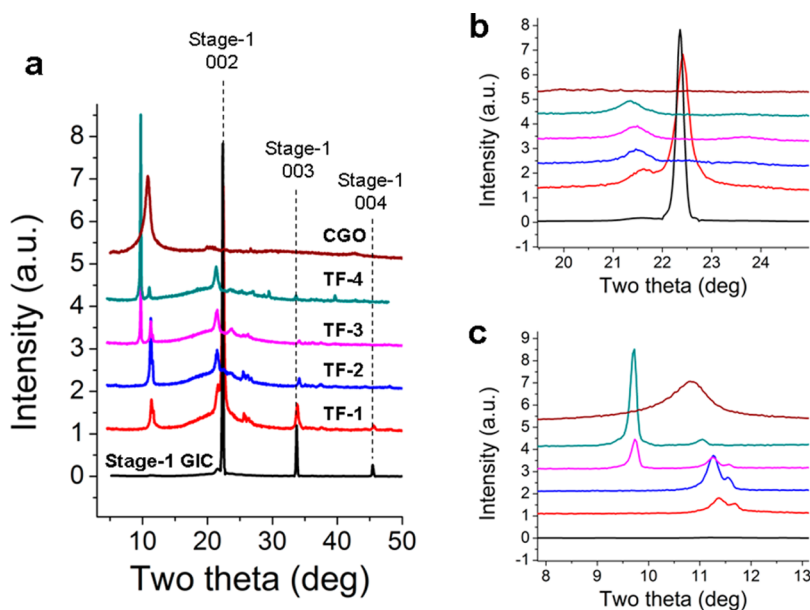 a
Stage-1
002
Stage-1
003
Stage-1
004
8
7
6
5
4
3
2
1
0
Intensity (a.u.)
CGO
TF-4
TF-3
TF-2
TF-1
Stage-1 GIC
10 20 30 40 50
Two theta (deg)
b
8
7
6
5
4
3
2
1
0
-1
Intensity (a.u.)
20 21 22 23 24
Two theta (deg)
c
9
8
7
6
5
4
3
2
1
0
-1
Intensity (a.u.)
8 9 10 11 12 13
Two theta (deg)